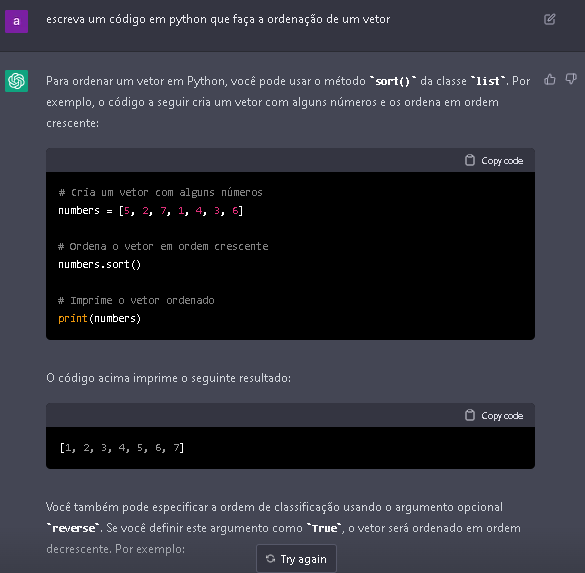 a
escreva um código em python que faça a ordenação de um vetor
Para ordenar um vetor em Python, você pode usar o método `sort()` da classe `list`. Por
exemplo, o código a seguir cria um vetor com alguns números e os ordena em ordem
crescente:
Copy code
# Cria um vetor com alguns números
numbers = [5, 2, 7, 1, 4, 3, 6]
# Ordena o vetor em ordem crescente
numbers.sort()
# Imprime o vetor ordenado
print(numbers)
O código acima imprime o seguinte resultado:
Copy code
[1, 2, 3, 4, 5, 6, 7]
Você também pode especificar a ordem de classificação usando o argumento opcional
`reverse`. Se você definir este argumento como `True`, o vetor será ordenado em ordem
decrescente. Por exemplo:
Try again